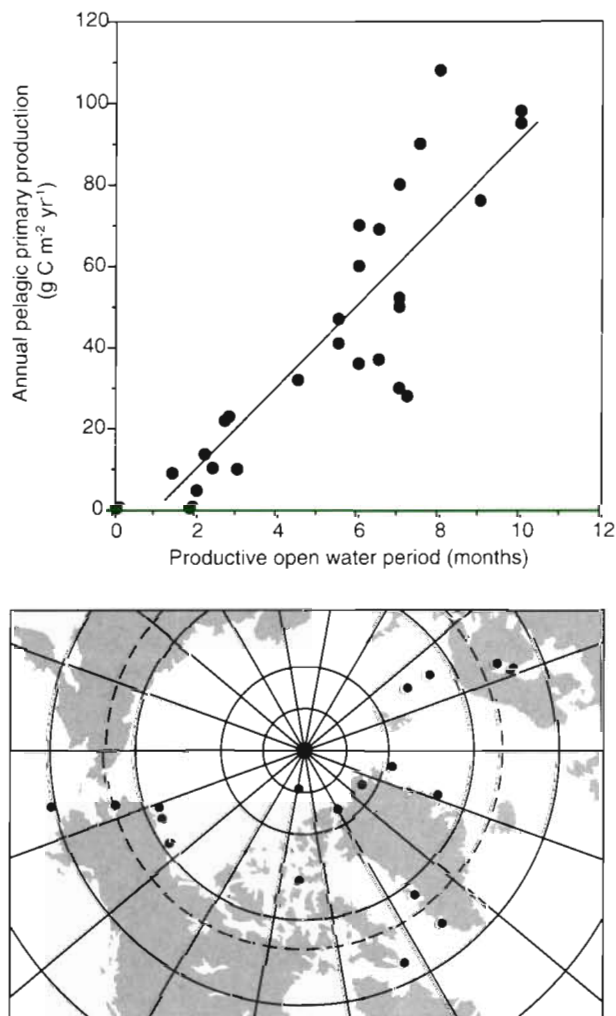 120
100
80
60
40
20
0
Annual pelagic primary production
(g C m⁻² yr⁻¹)
0 2 4 6 8 10 12
Productive open water period (months)